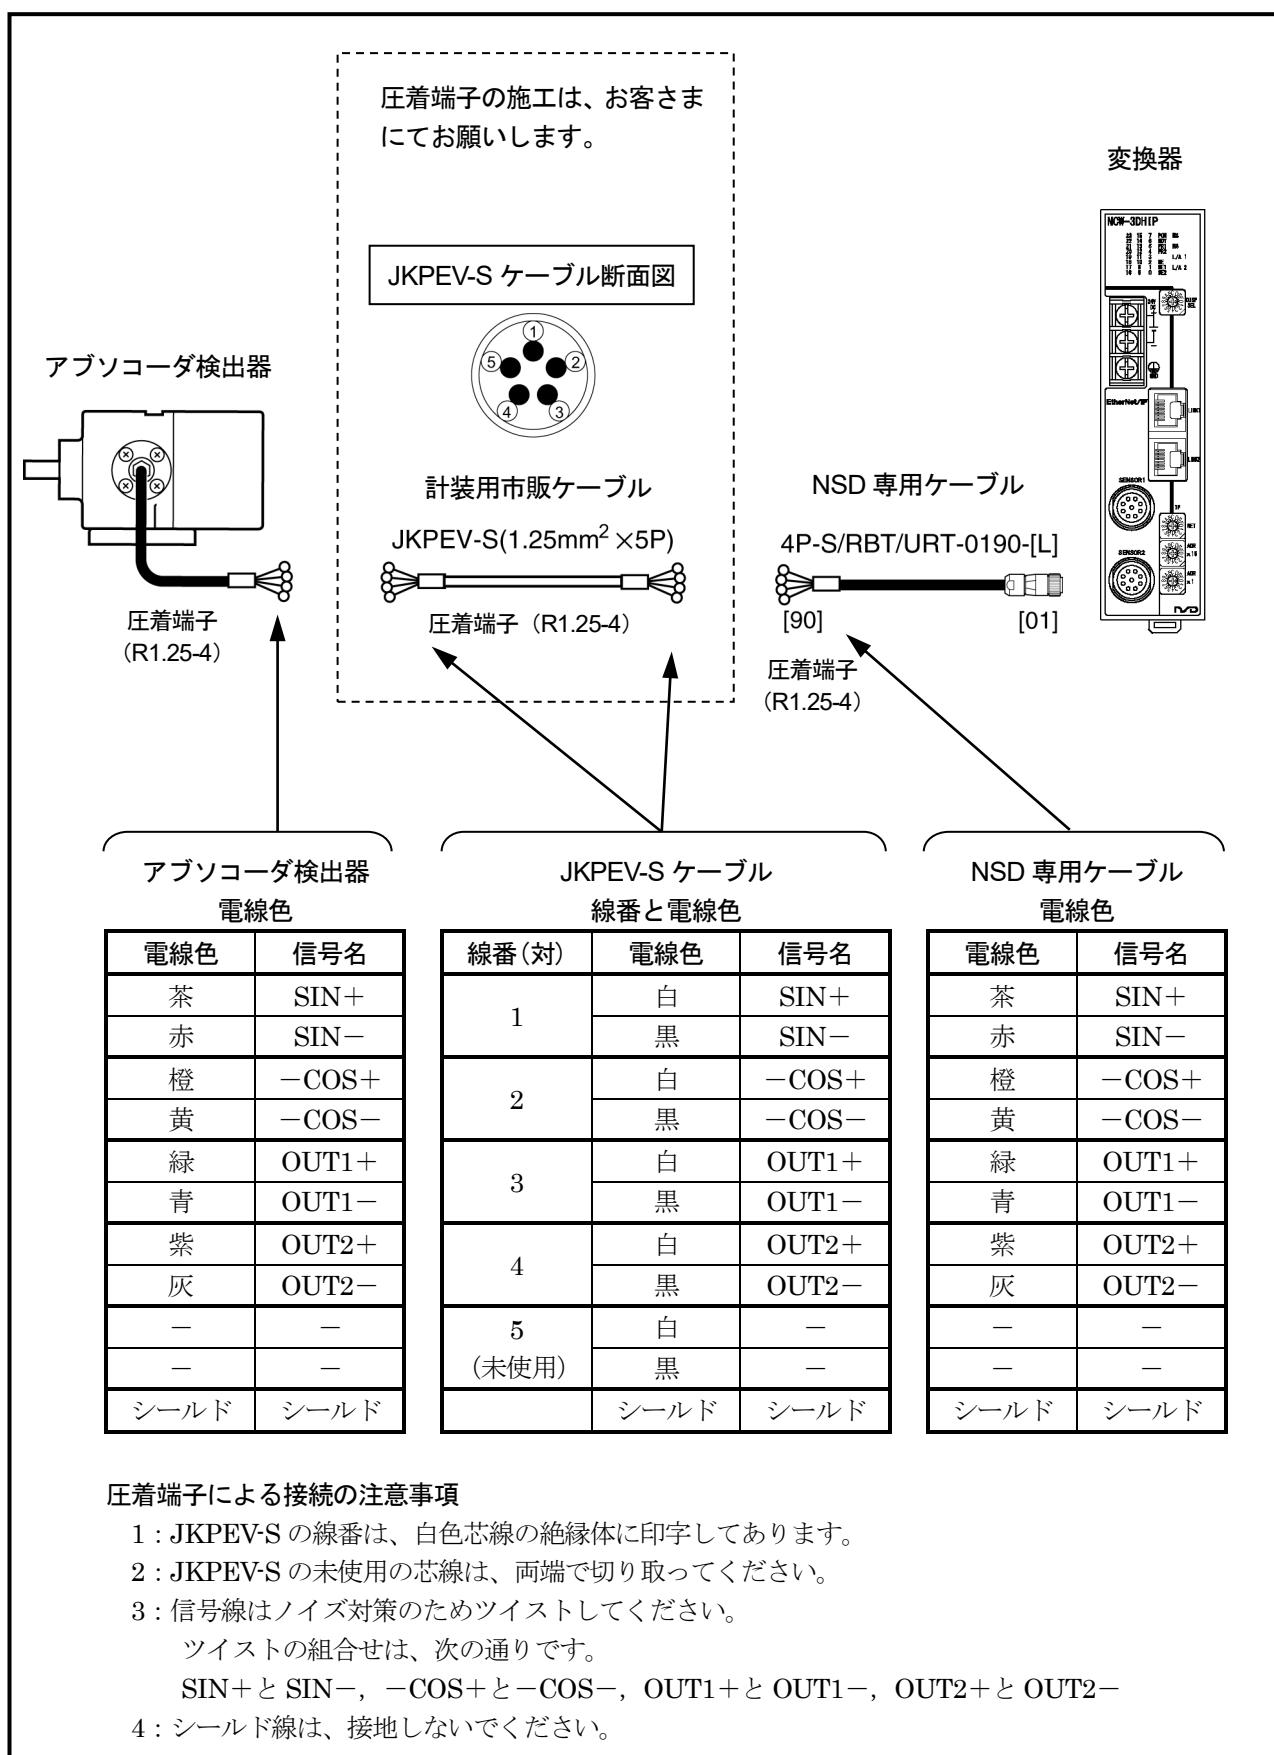 圧着端子の施工は、お客さま
にてお願いします。
変換器
NCW-3DHIP
JKPEV-S ケーブル断面図
1
5
2
4
3
アブソコーダ検出器
EtherNet/IP
SENSOR1
SENSOR2
計装用市販ケーブル
NSD 専用ケーブル
JKPEV-S(1.25mm²×5P)
4P-S/RBT/URT-0190-[L]
圧着端子
(R1.25-4)
圧着端子(R1.25-4)
[90]
[01]
圧着端子
(R1.25-4)
アブソコーダ検出器
電線色
電線色 信号名
茶 SIN+
赤 SIN-
橙 -COS+
黄 -COS-
緑 OUT1+
青 OUT1-
紫 OUT2+
灰 OUT2-
- -
- -
シールド シールド
JKPEV-S ケーブル
線番と電線色
線番(対) 電線色 信号名
1 白 SIN+
黒 SIN-
2 白 -COS+
黒 -COS-
3 白 OUT1+
黒 OUT1-
4 白 OUT2+
黒 OUT2-
5 白 -
(未使用) 黒 -
シールド シールド
NSD 専用ケーブル
電線色
電線色 信号名
茶 SIN+
赤 SIN-
橙 -COS+
黄 -COS-
緑 OUT1+
青 OUT1-
紫 OUT2+
灰 OUT2-
- -
- -
シールド シールド
圧着端子による接続の注意事項
1:JKPEV-S の線番は、白色芯線の絶縁体に印字してあります。
2:JKPEV-S の未使用の芯線は、両端で切り取ってください。
3:信号線はノイズ対策のためツイストしてください。
ツイストの組合せは、次の通りです。
SIN+と SIN-, -COS+と-COS-, OUT1+と OUT1-, OUT2+と OUT2-
4:シールド線は、接地しないでください。